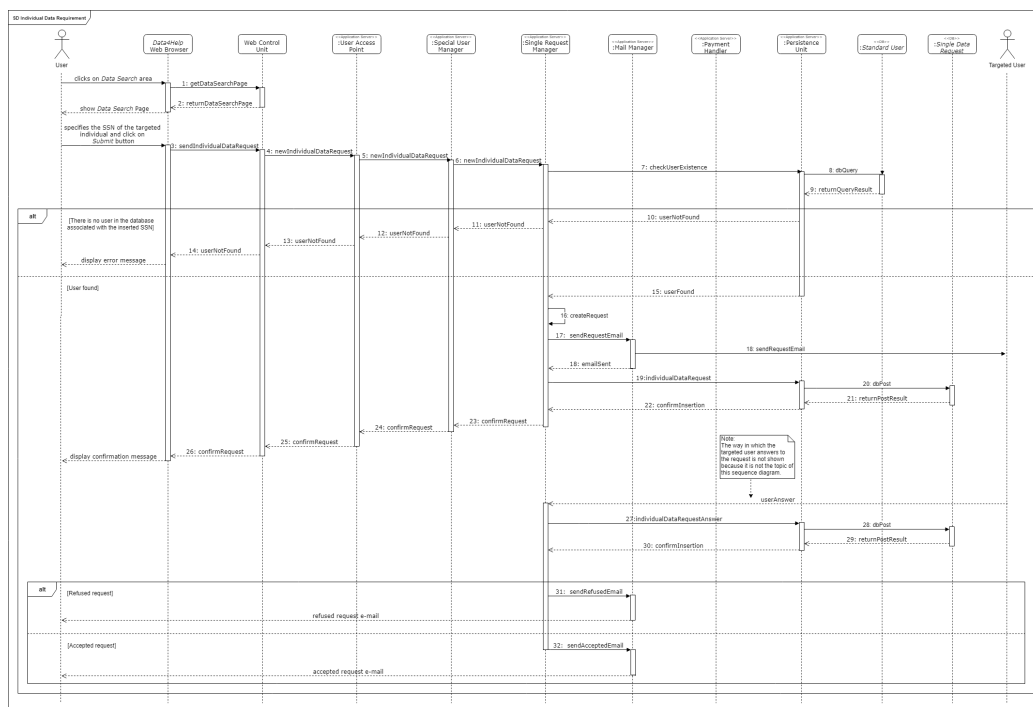 SD Individual Data Requirement
User
Data4Help
Web Browser
Web Control
Unit
<<Application Server>>
:User Access
Point
<<Application Server>>
:Special User
Manager
<<Application Server>>
:Single Request
Manager
<<Application Server>>
:Mail Manager
<<Application Server>>
:Payment
Handler
<<Application Server>>
:Persistence
Unit
<<DB>>
:Standard User
<<DB>>
:Single Data
Request
Targeted User
clicks on Data Search area
1: getDataSearchPage
2: returnDataSearchPage
show Data Search Page
specifies the SSN of the targeted
individual and click on
Submit button
3: sendIndividualDataRequest
4: newIndividualDataRequest
5: newIndividualDataRequest
6: newIndividualDataRequest
7: checkUserExistence
8: dbQuery
9: returnQueryResult
alt
[There is no user in the database
associated with the inserted SSN]
10: userNotFound
11: userNotFound
12: userNotFound
13: userNotFound
14: userNotFound
display error message
[User found]
15: userFound
16: createRequest
17: sendRequestEmail
18: sendRequestEmail
18: emailSent
19:individualDataRequest
20: dbPost
21: returnPostResult
22: confirmInsertion
23: confirmRequest
24: confirmRequest
25: confirmRequest
26: confirmRequest
display confirmation message
Note:
The way in which the
targeted user answers to
the request is not shown
because it is not the topic of
this sequence diagram.
userAnswer
27:individualDataRequestAnswer
28: dbPost
29: returnPostResult
30: confirmInsertion
alt
[Refused request]
31: sendRefusedEmail
refused request e-mail
[Accepted request]
32: sendAcceptedEmail
accepted request e-mail